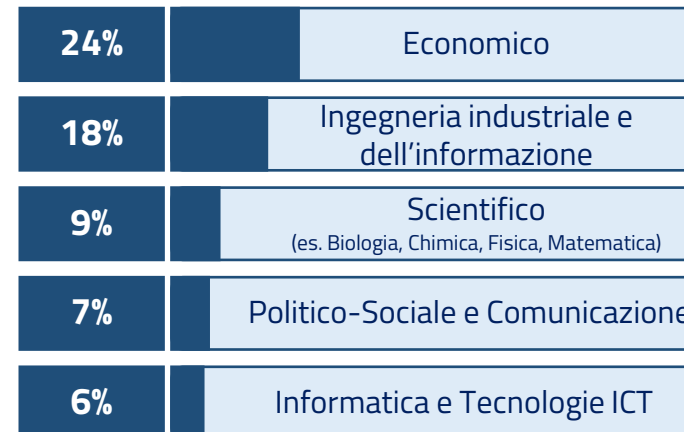 24%
Economico
18%
Ingegneria industriale e
dell'informazione
9%
Scientifico
(es. Biologia, Chimica, Fisica, Matematica)
7%
Politico-Sociale e Comunicazione
6%
Informatica e Tecnologie ICT